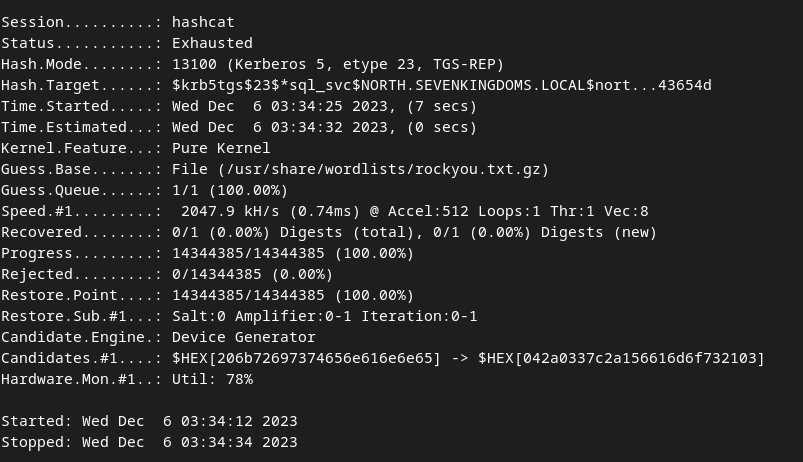 Session..........: hashcat
Status...........: Exhausted
Hash.Mode........: 13100 (Kerberos 5, etype 23, TGS-REP)
Hash.Target......: $krb5tgs$23$*sql_svc$NORTH.SEVENKINGDOMS.LOCAL$nort...43654d
Time.Started.....: Wed Dec  6 03:34:25 2023, (7 secs)
Time.Estimated...: Wed Dec  6 03:34:32 2023, (0 secs)
Kernel.Feature...: Pure Kernel
Guess.Base.......: File (/usr/share/wordlists/rockyou.txt.gz)
Guess.Queue......: 1/1 (100.00%)
Speed.#1.........:  2047.9 kH/s (0.74ms) @ Accel:512 Loops:1 Thr:1 Vec:8
Recovered........: 0/1 (0.00%) Digests (total), 0/1 (0.00%) Digests (new)
Progress.........: 14344385/14344385 (100.00%)
Rejected.........: 0/14344385 (0.00%)
Restore.Point....: 14344385/14344385 (100.00%)
Restore.Sub.#1...: Salt:0 Amplifier:0-1 Iteration:0-1
Candidate.Engine.: Device Generator
Candidates.#1....: $HEX[206b72697374656e616e6e65] -> $HEX[042a0337c2a156616d6f732103]
Hardware.Mon.#1..: Util: 78%
Started: Wed Dec  6 03:34:12 2023
Stopped: Wed Dec  6 03:34:34 2023